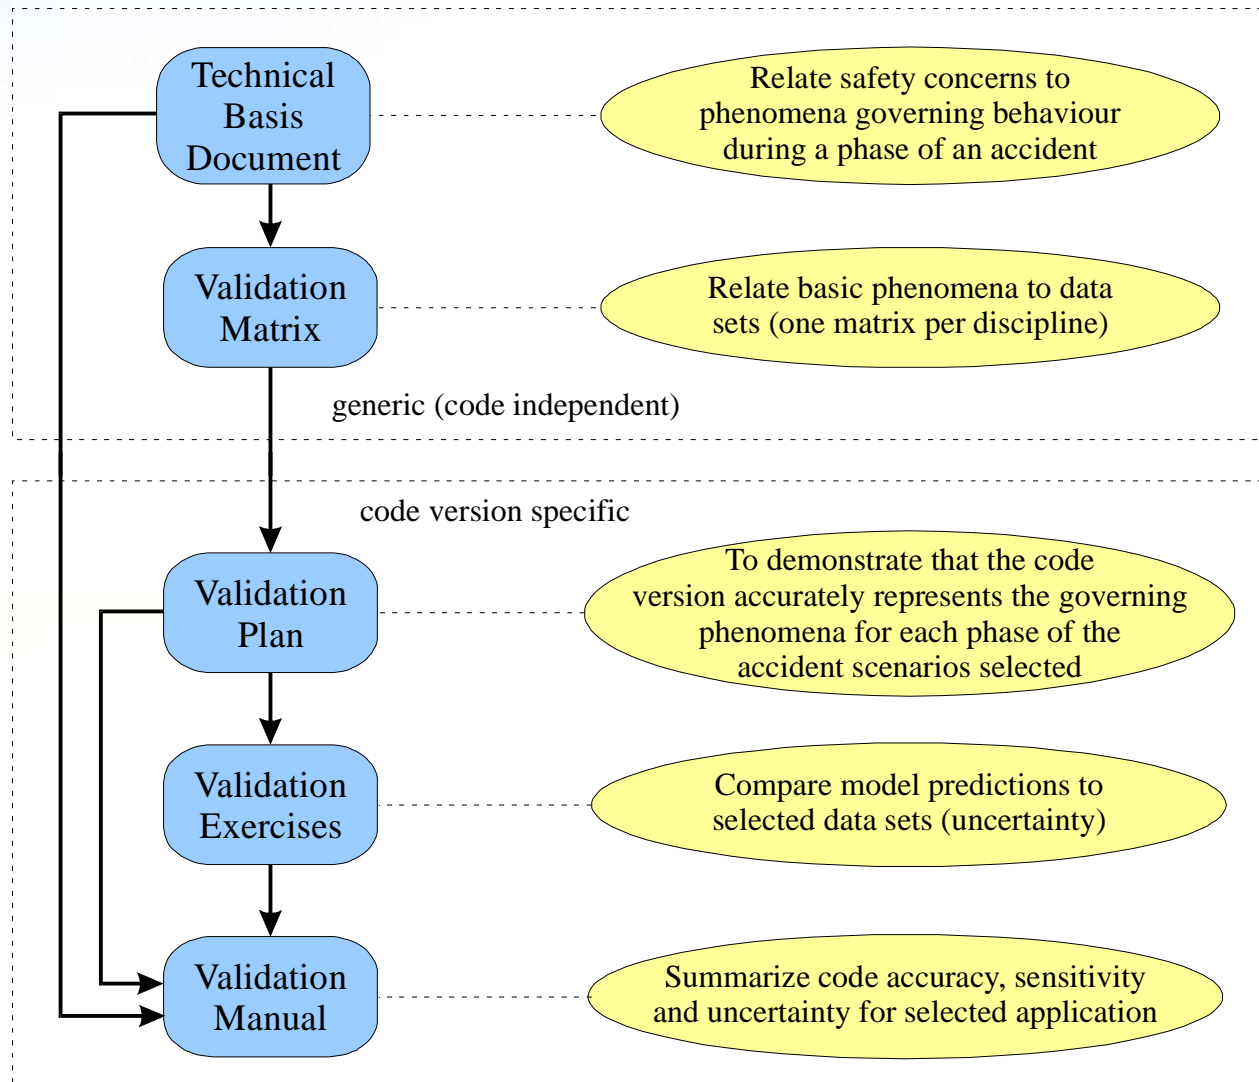 Technical
Basis
Document
Relate safety concerns to
phenomena governing behaviour
during a phase of an accident
Validation
Matrix
Relate basic phenomena to data
sets (one matrix per discipline)
generic (code independent)
code version specific
Validation
Plan
To demonstrate that the code
version accurately represents the governing
phenomena for each phase of the
accident scenarios selected
Validation
Exercises
Compare model predictions to
selected data sets (uncertainty)
Validation
Manual
Summarize code accuracy, sensitivity
and uncertainty for selected application